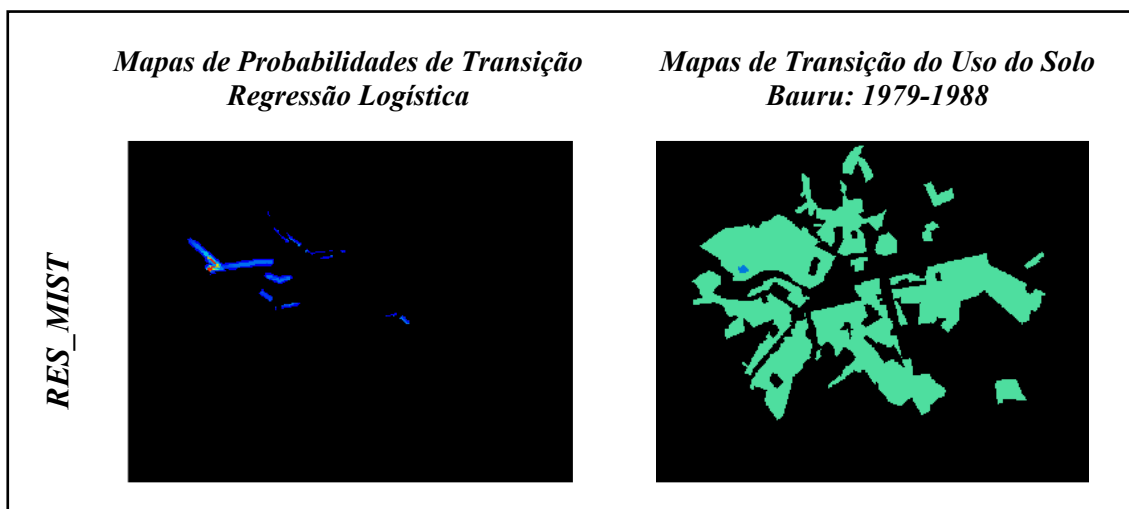 Mapas de Probabilidades de Transição
Regressão Logística
Mapas de Transição do Uso do Solo
Bauru: 1979-1988
RES_MIST